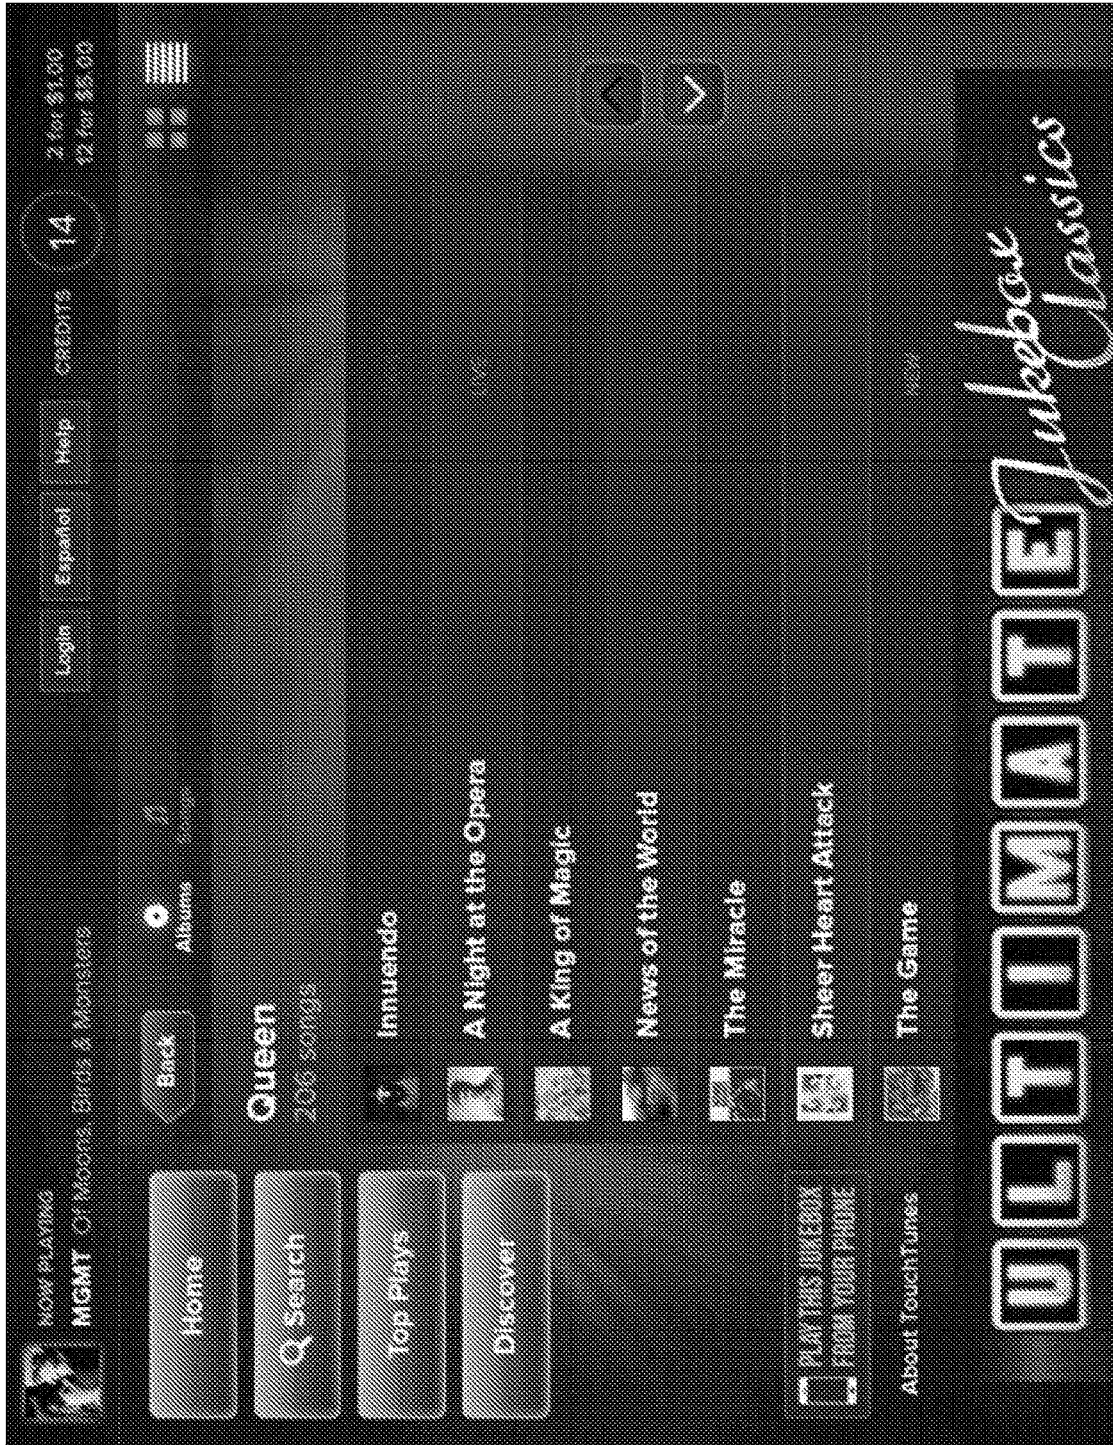 NOW PLAYING
MGMT Of Moons, Birds & Monsters
Login
Español
Help
CREDITS
14
2 for $1.00
12 for $5.00
Home
Search
Top Plays
Discover
PLAY THIS JUKEBOX
FROM YOUR PHONE
About TouchTunes
Back
Albums
Songs
Queen
206 songs
Innuendo
A Night at the Opera
A King of Magic
News of the World
The Miracle
Sheer Heart Attack
The Game
ULTIMATE Jukebox
Classics